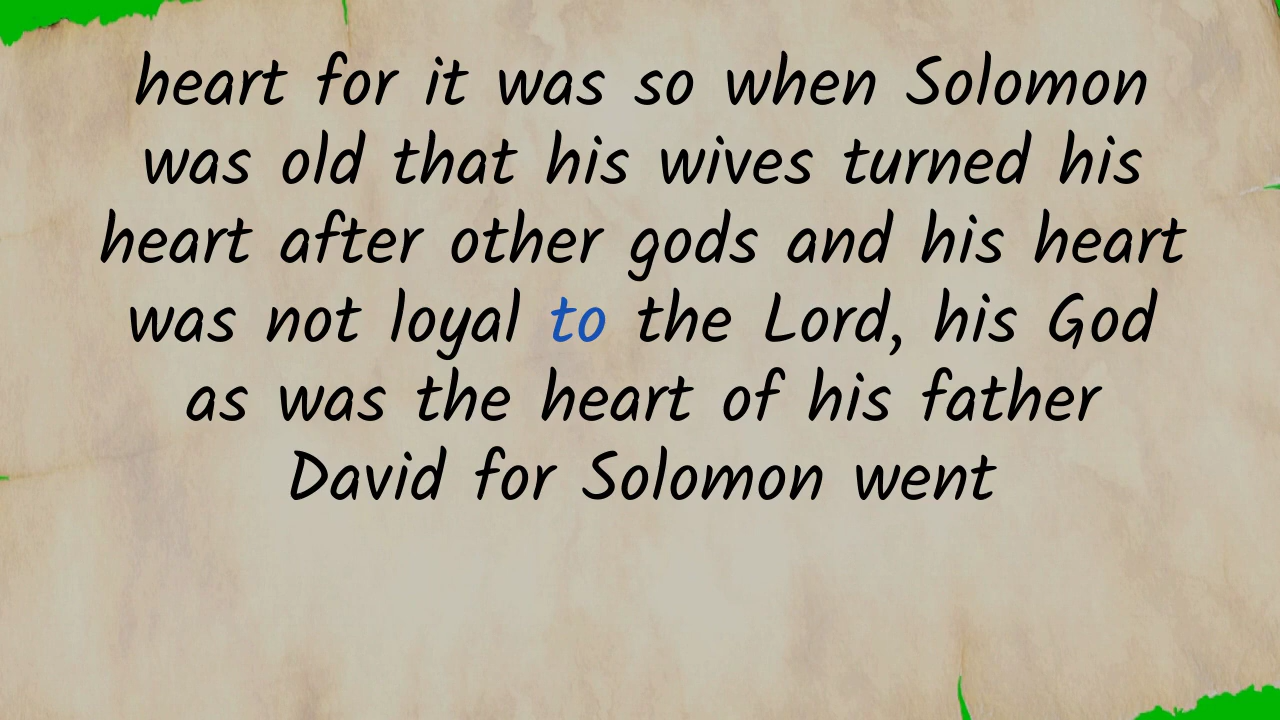 heart for it was so when Solomon
was old that his wives turned his
heart after other gods and his heart
was not loyal to the Lord, his God
as was the heart of his father
David for Solomon went